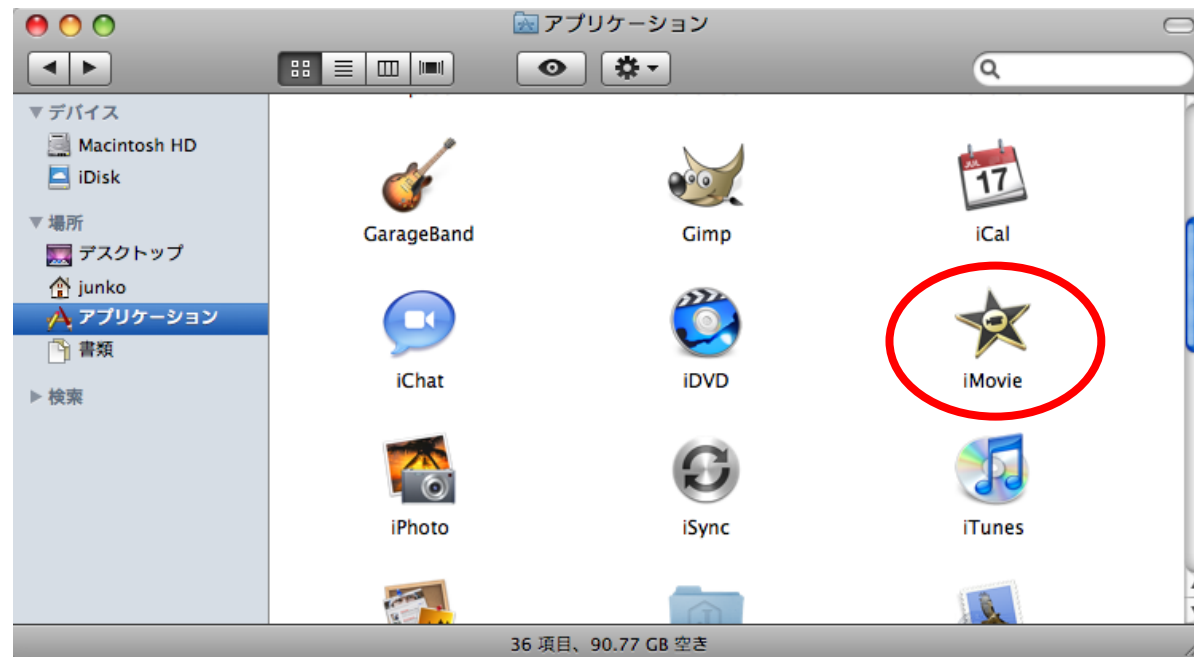 アプリケーション
デバイス
Macintosh HD
iDisk
場所
デスクトップ
junko
アプリケーション
書類
検索
GarageBand
Gimp
JUL
17
iCal
iChat
iDVD
iMovie
iPhoto
iSync
iTunes
36 項目、90.77 GB 空き